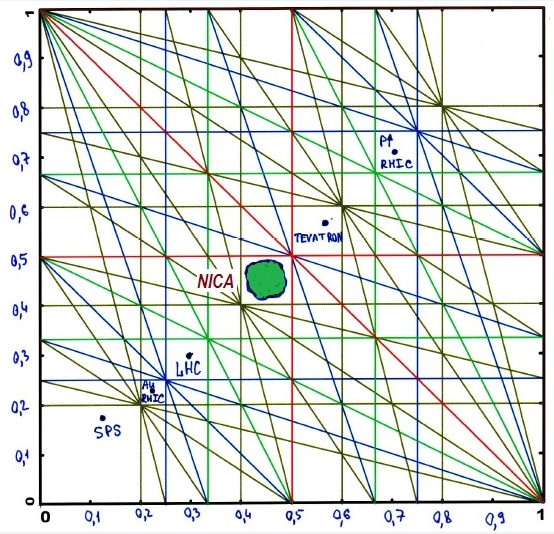 1
0,9
0,8
0,7
P↑
RHIC
0,6
TEVATRON
0,5
NICA
0,4
0,3
LHC
Au
RHIC
0,2
SPS
0,1
0
0 0,1 0,2 0,3 0,4 0,5 0,6 0,7 0,8 0,9 1